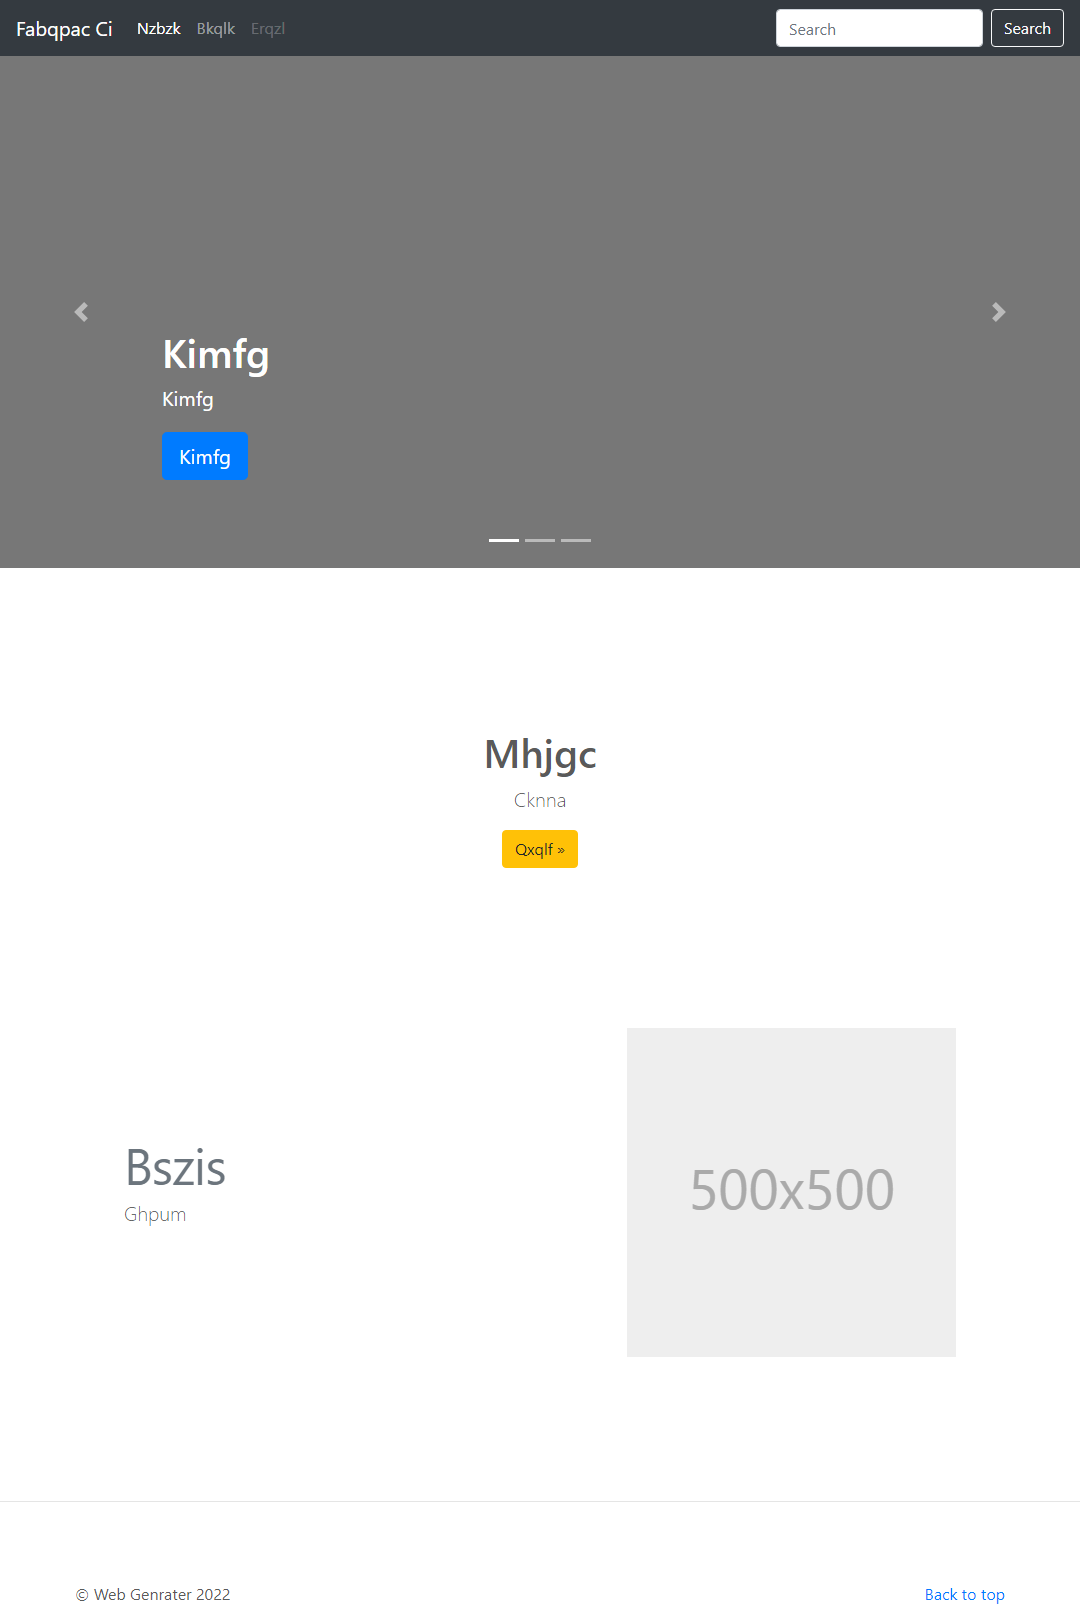 Fabqpac Ci Nzbzk Bkqlk Erqzl Search Search
Kimfg
Kimfg
Kimfg
Mhjgc
Cknna
Qxqlf »
Bszis
Ghpum
500x500
© Web Genrater 2022 Back to top